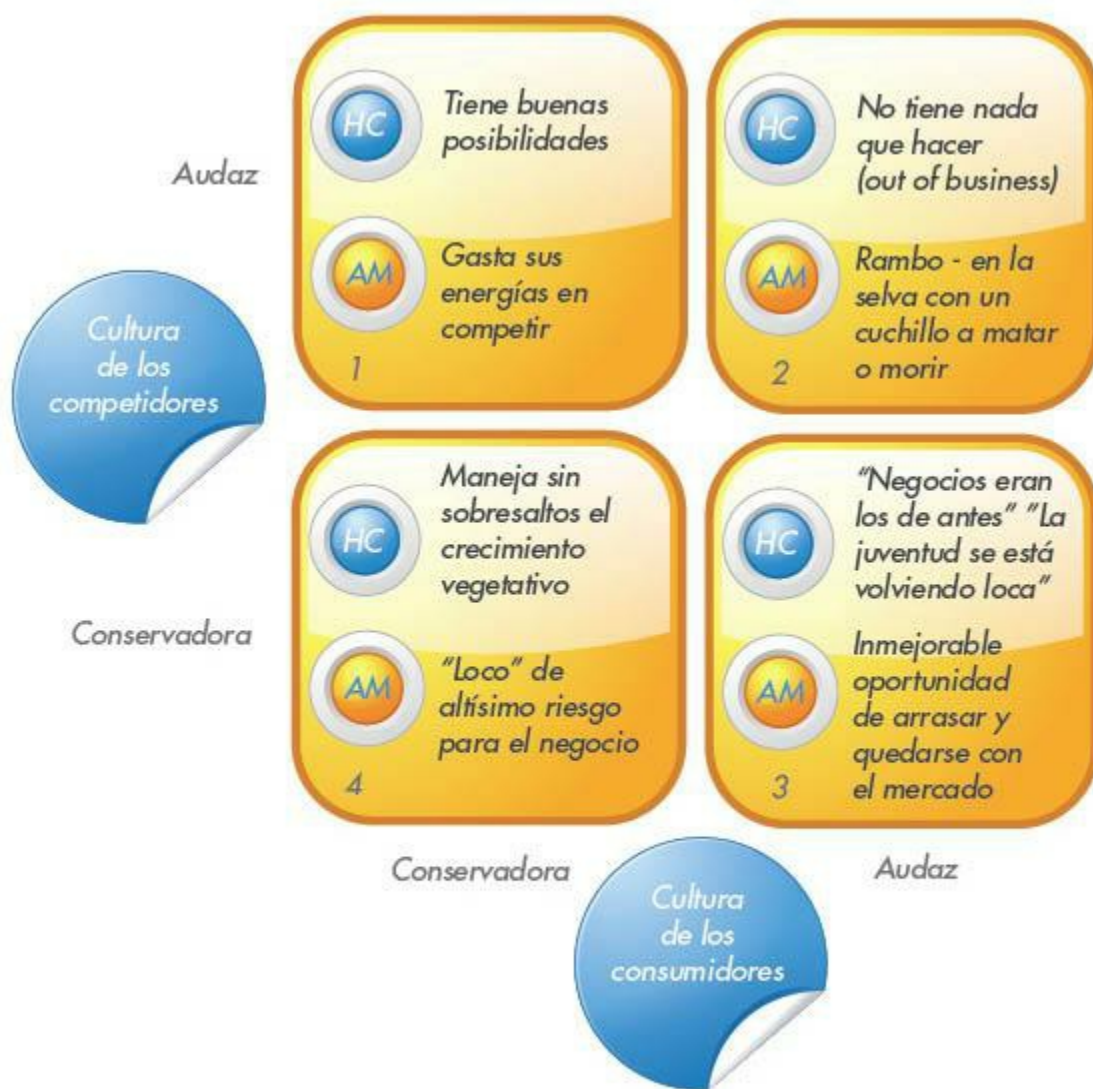 HC
Tiene buenas
posibilidades
AM
Gasta sus
energías en
competir
1
HC
No tiene nada
que hacer
(out of business)
AM
Rambo - en la
selva con un
cuchillo a matar
o morir
2
Audaz
Cultura
de los
competidores
Conservadora
HC
Maneja sin
sobresaltos el
crecimiento
vegetativo
AM
"Loco" de
altísimo riesgo
para el negocio
4
HC
"Negocios eran
los de antes" "La
juventud se está
volviendo loca"
AM
Inmejorable
oportunidad
de arrasar y
quedarse con
el mercado
3
Conservadora
Audaz
Cultura
de los
consumidores